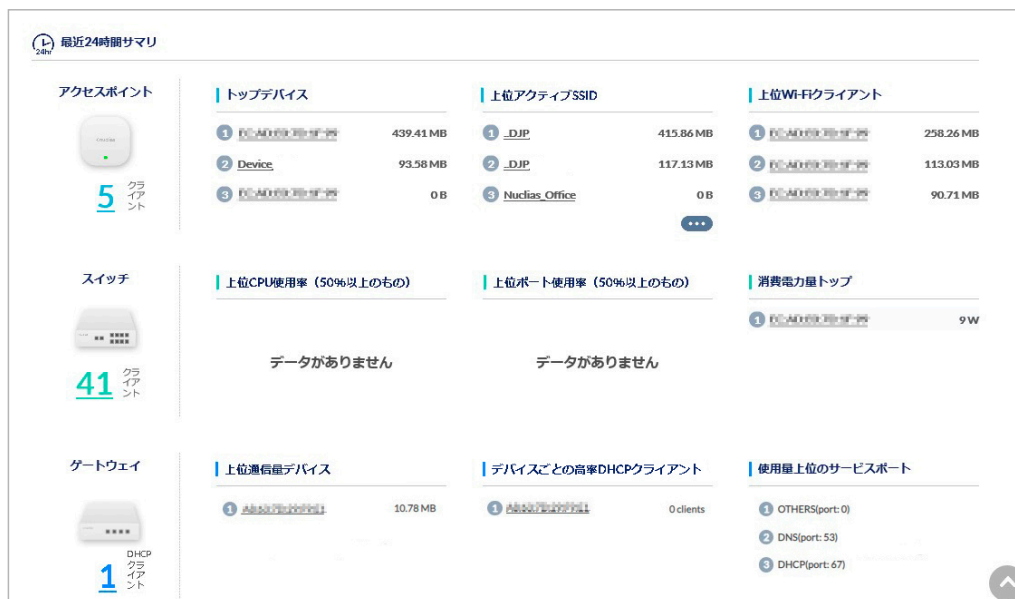 24hr 最近24時間サマリ
アクセスポイント
5 クライアント
トップデバイス
1 439.41 MB
2 Device 93.58 MB
3 0 B
上位アクティブSSID
1 _DJP 415.86 MB
2 _DJP 117.13 MB
3 Nuclias_Office 0 B
上位Wi-Fiクライアント
1 258.26 MB
2 113.03 MB
3 90.71 MB
スイッチ
41 クライアント
上位CPU使用率（50%以上のもの）
データがありません
上位ポート使用率（50%以上のもの）
データがありません
消費電力量トップ
1 9 W
ゲートウェイ
1 DHCPクライアント
上位通信量デバイス
1 10.78 MB
デバイスごとの高率DHCPクライアント
1 0 clients
使用量上位のサービスポート
1 OTHERS(port: 0)
2 DNS(port: 53)
3 DHCP(port: 67)